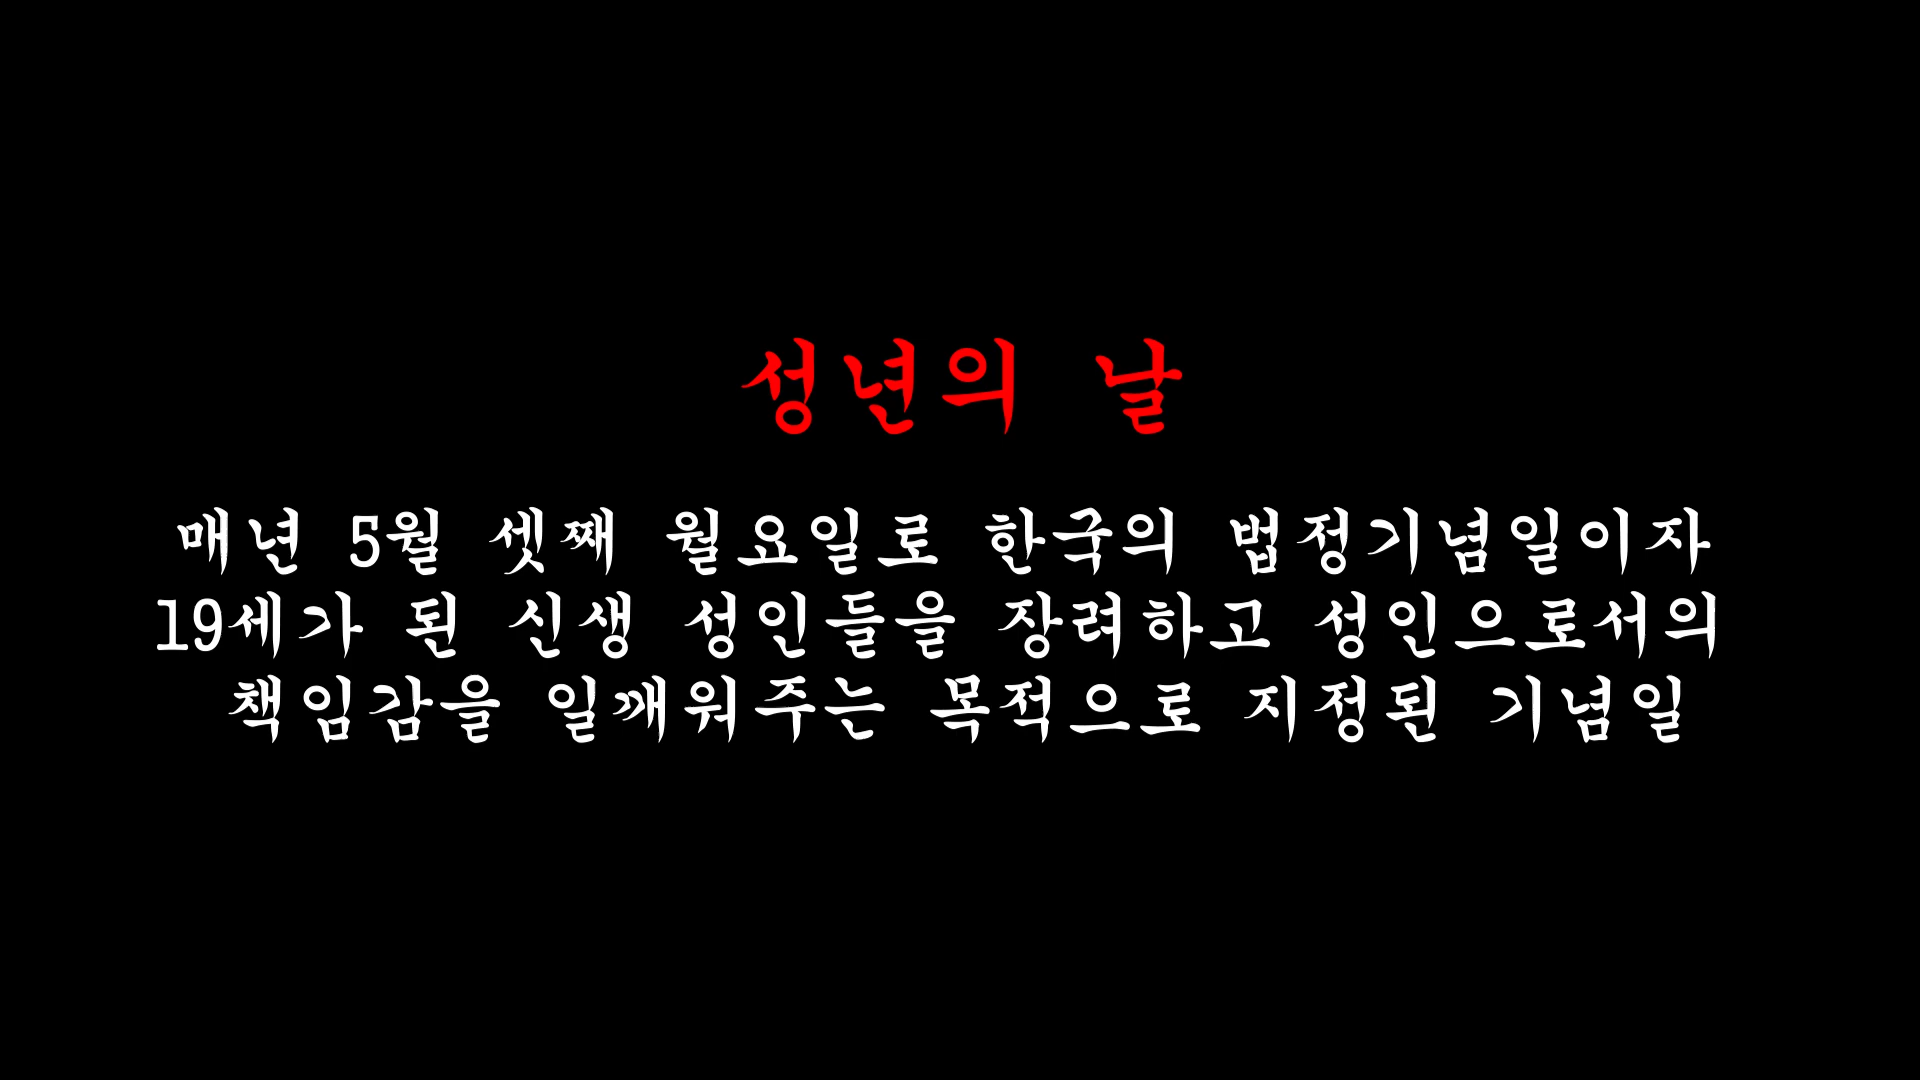 성년의 날
매년 5월 셋째 월요일로 한국의 법정기념일이자
19세가 된 신생 성인들을 장려하고 성인으로서의
책임감을 일깨워주는 목적으로 지정된 기념일